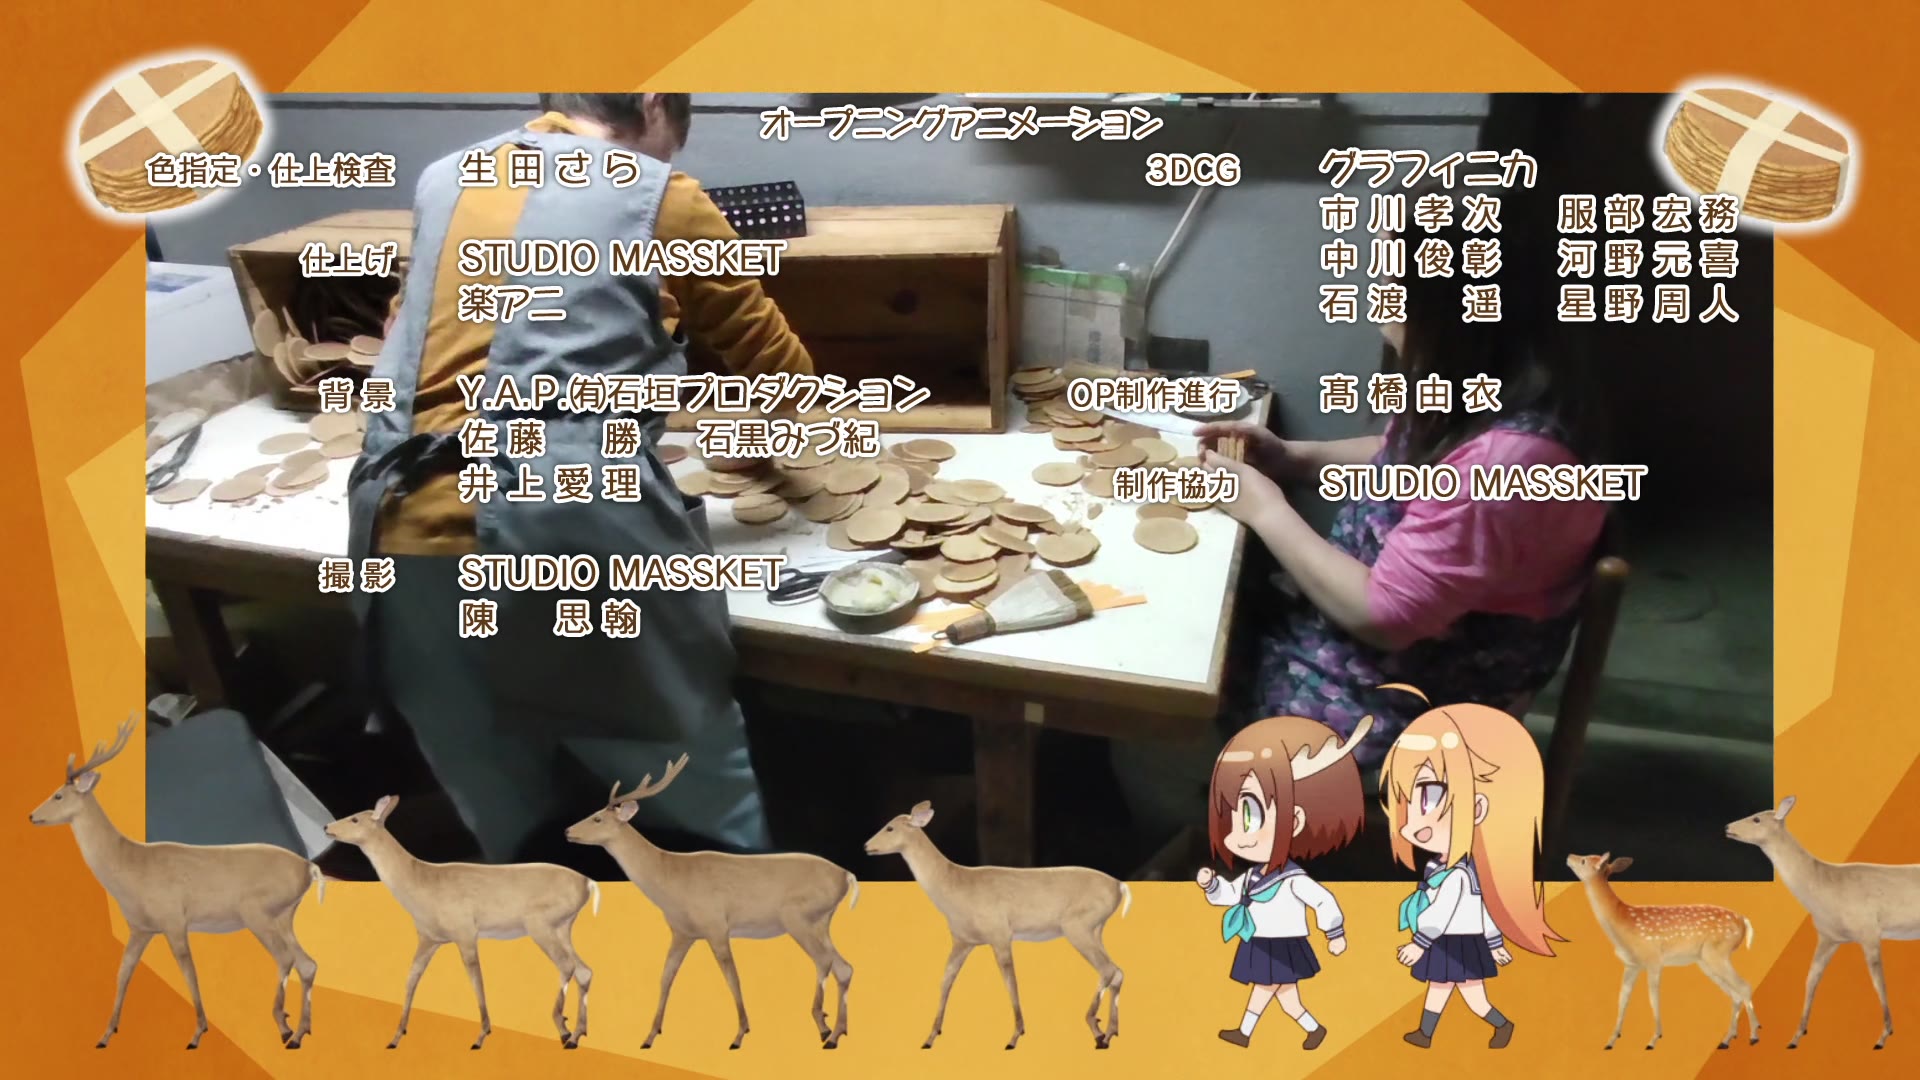 オープニングアニメーション
色指定・仕上検査 生田さら
仕上げ STUDIO MASSKET
楽アニ
背景 Y.A.P.㈲石垣プロダクション
佐藤 勝 石黒みづ紀
井上愛理
撮影 STUDIO MASSKET
陳 思翰
3DCG グラフィニカ
市川孝次 服部宏務
中川俊彰 河野元喜
石渡 遥 星野周人
OP制作進行 髙橋由衣
制作協力 STUDIO MASSKET